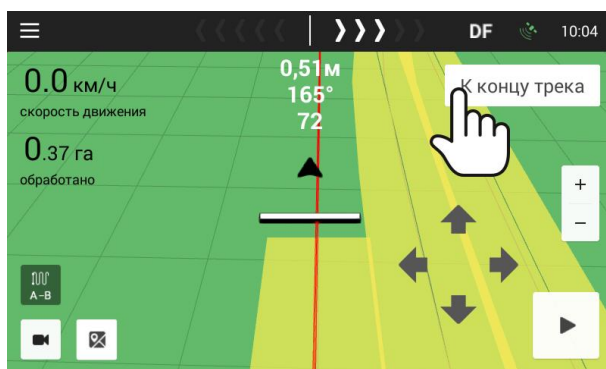 DF
10:04
0.0 км/ч
скорость движения
0.37 га
обработано
0,51м
165°
72
К концу трека
+
−
A-B